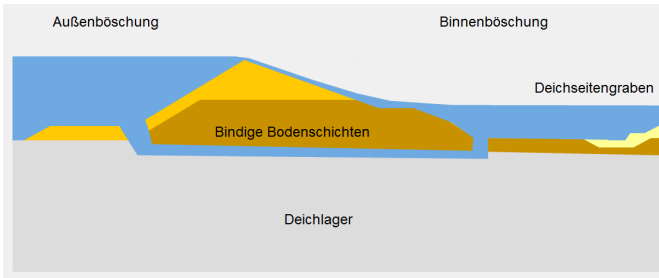 Außenböschung
Binnenböschung
Deichseitengraben
Bindige Bodenschichten
Deichlager